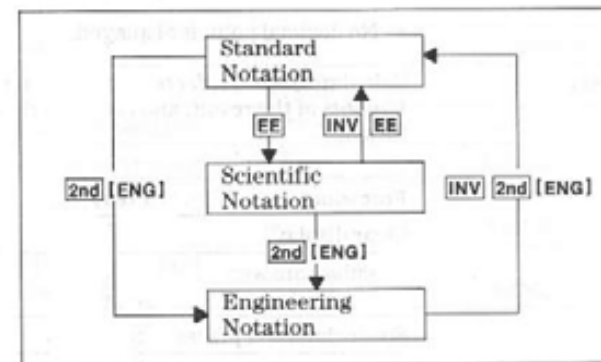 Standard
Notation
EE
INV EE
2nd [ENG]
Scientific
Notation
INV 2nd [ENG]
2nd [ENG]
Engineering
Notation